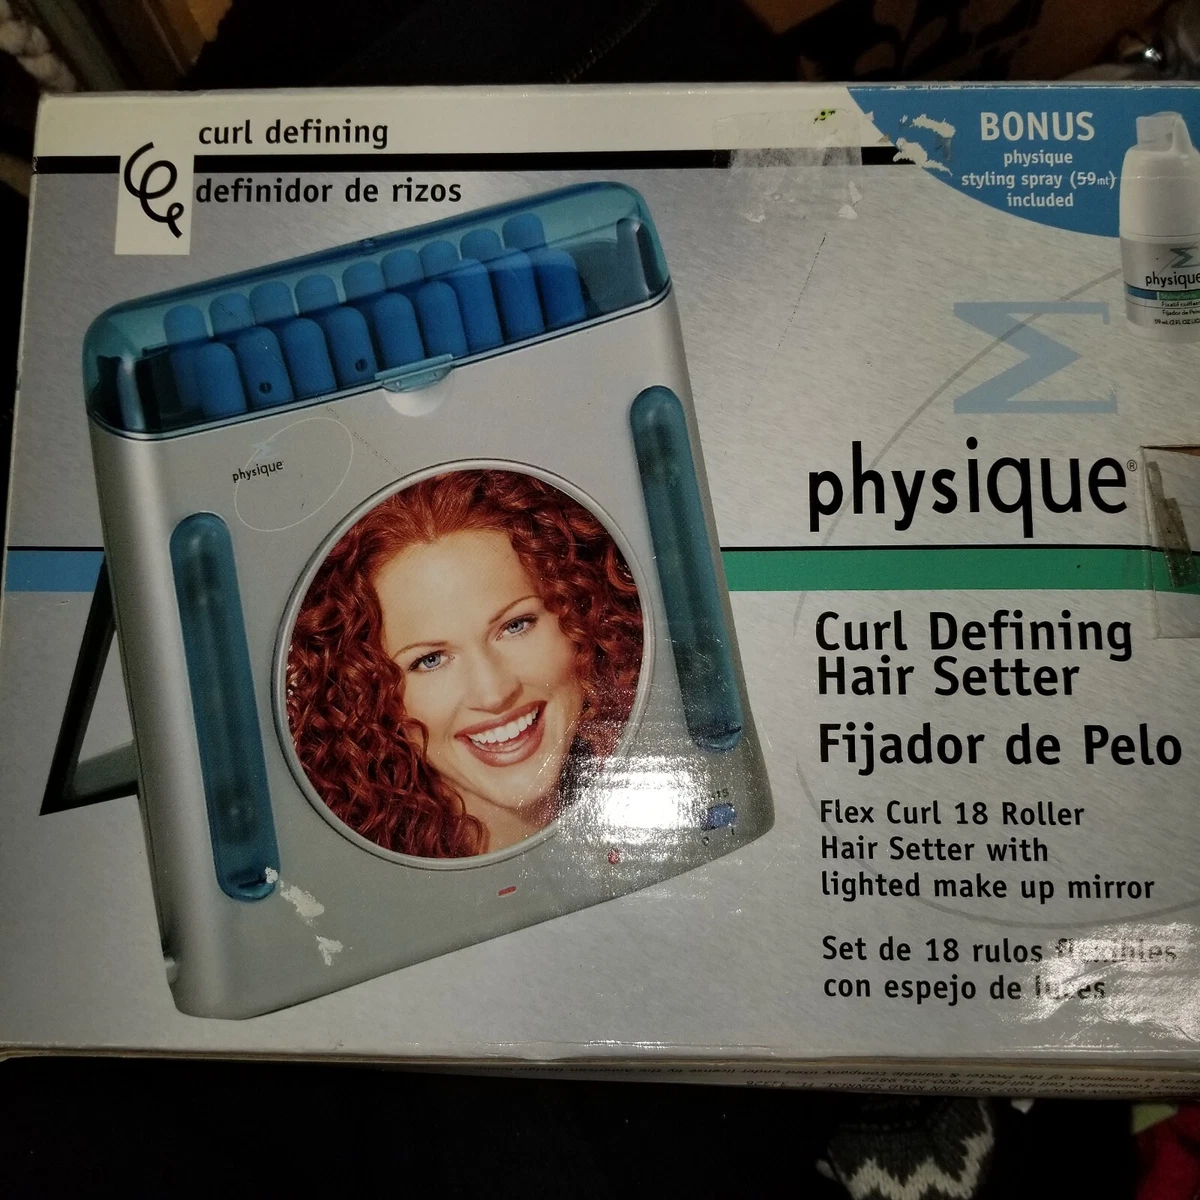 curl defining
definidor de rizos
BONUS
physique
styling spray (59ml)
included
physique
physique
physique®
Curl Defining
Hair Setter
Fijador de Pelo
Flex Curl 18 Roller
Hair Setter with
lighted make up mirror
Set de 18 rulos flexibles
con espejo de luces